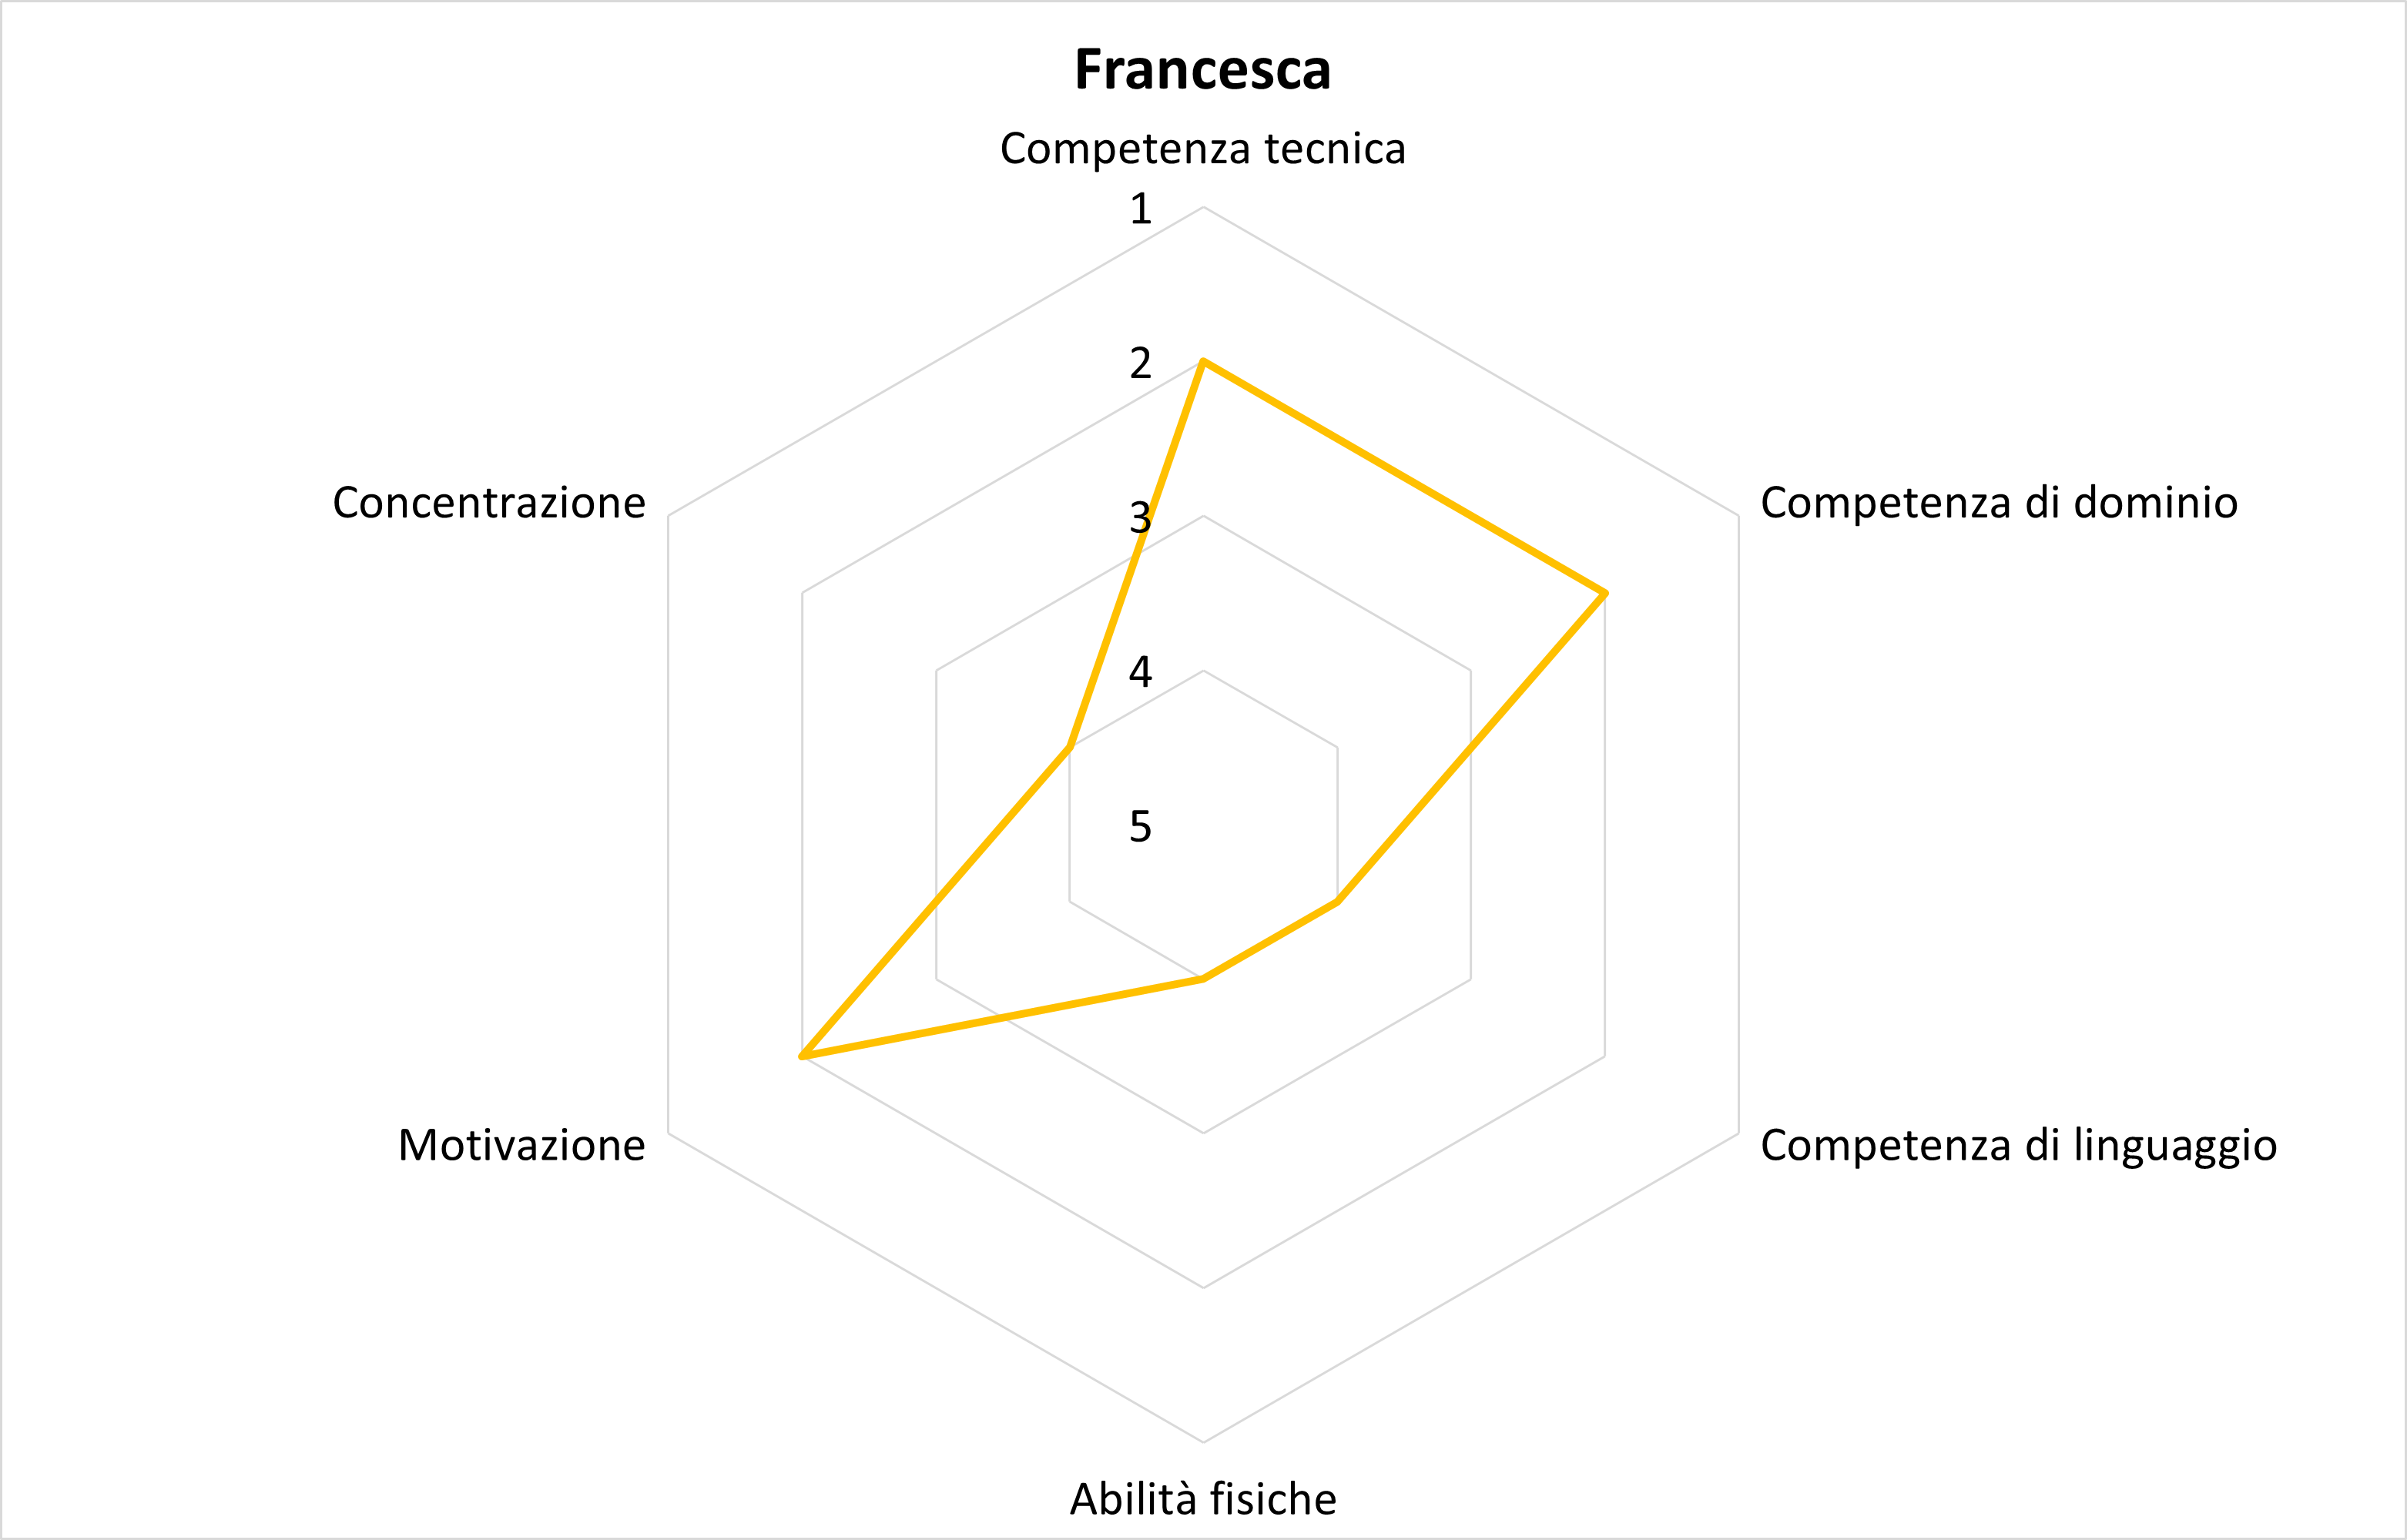 Francesca
Competenza tecnica
1
2
3
4
5
Concentrazione
Competenza di dominio
Motivazione
Competenza di linguaggio
Abilità fisiche